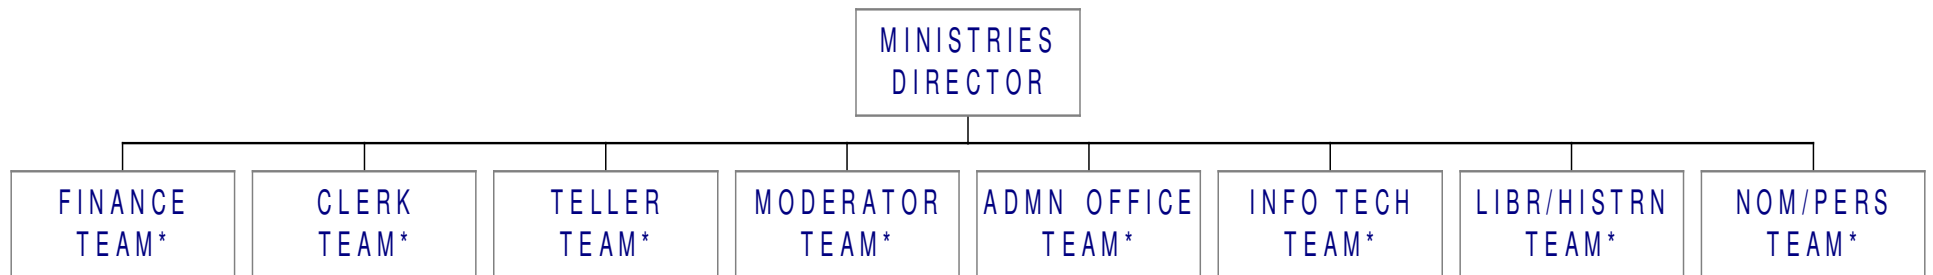 MINISTRIES
DIRECTOR
FINANCE
TEAM*
CLERK
TEAM*
TELLER
TEAM*
MODERATOR
TEAM*
ADMN OFFICE
TEAM*
INFO TECH
TEAM*
LIBR/HISTRN
TEAM*
NOM/PERS
TEAM*